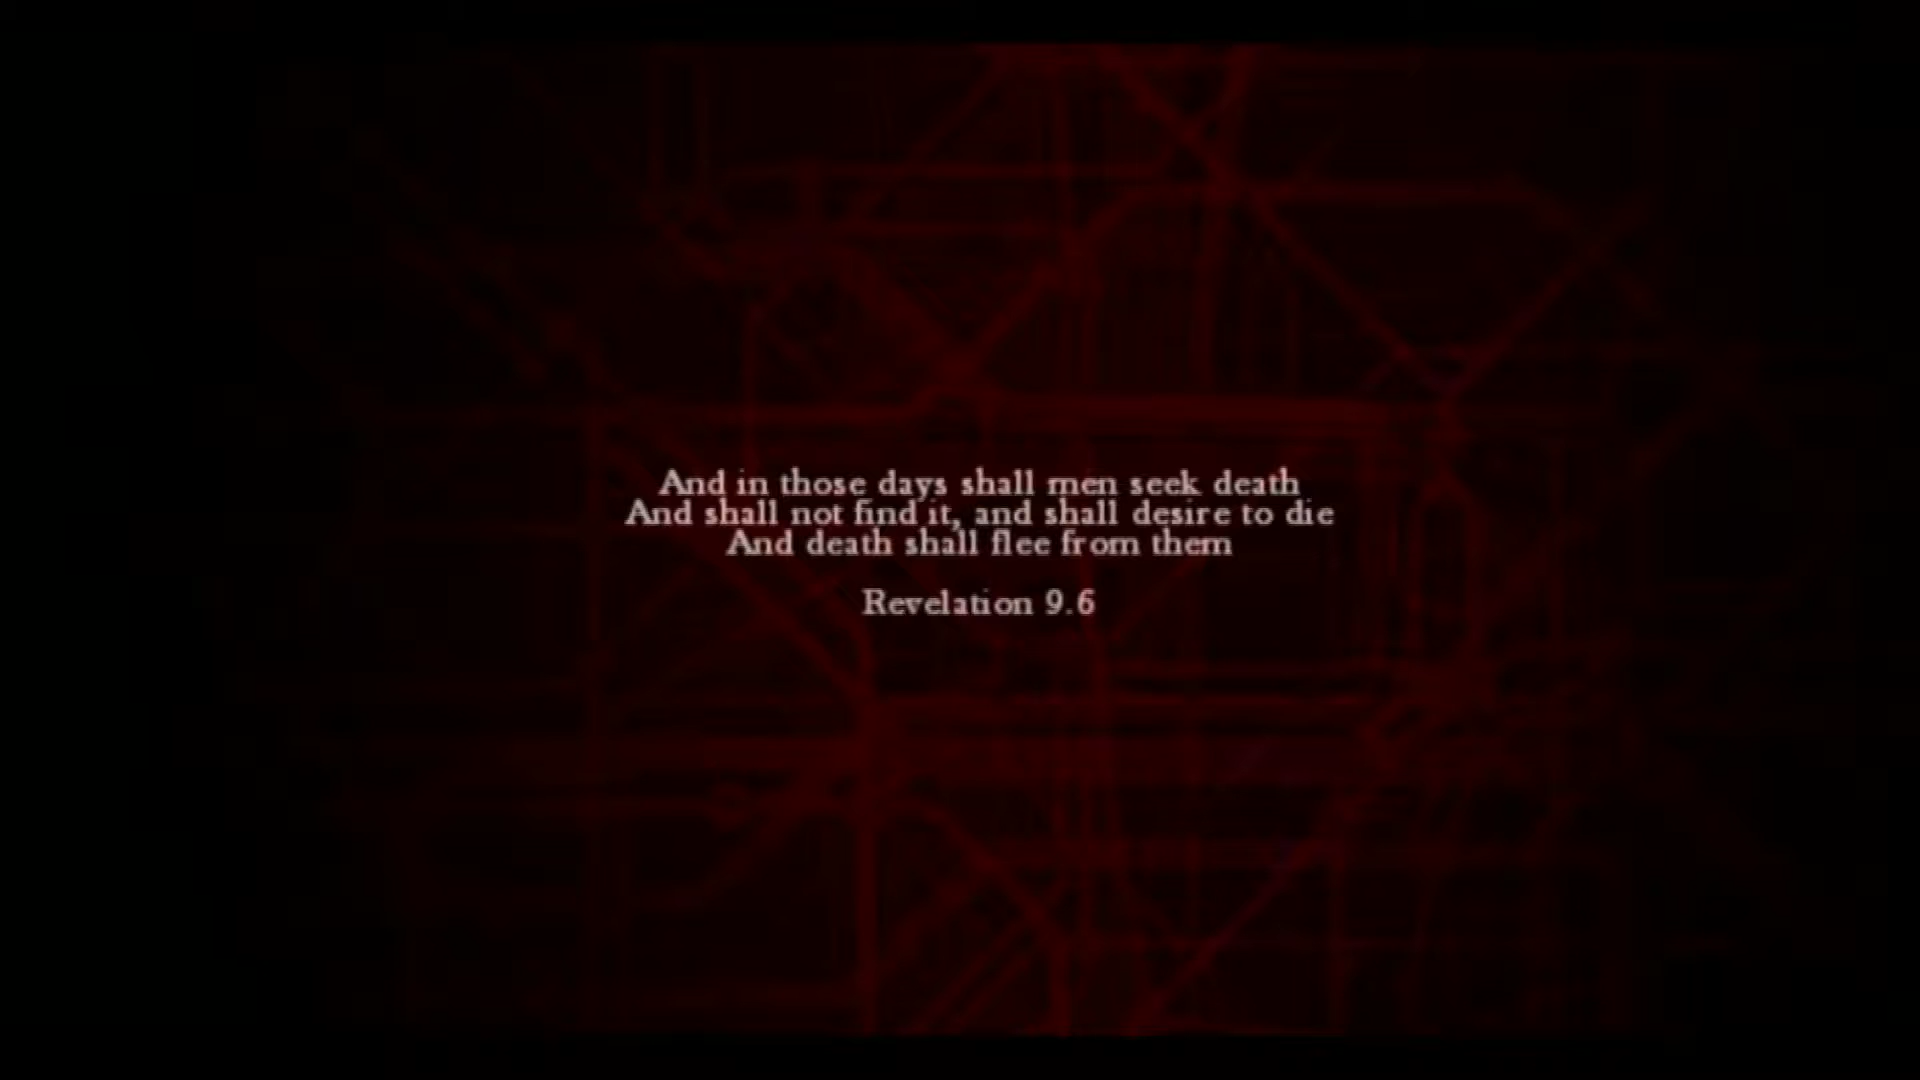 And in those days shall men seek death
And shall not find it, and shall desire to die
And death shall flee from them
Revelation 9.6